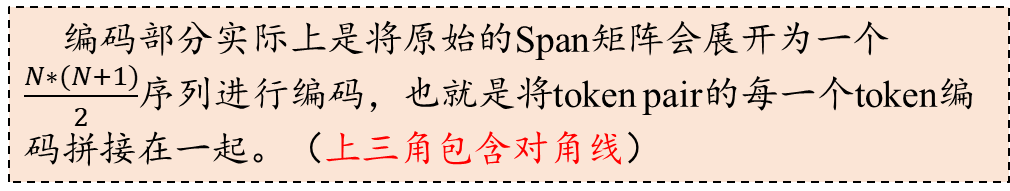 编码部分实际上是将原始的Span矩阵会展开为一个
\frac{N*(N+1)}{2}序列进行编码，也就是将token pair的每一个token编
码拼接在一起。（上三角包含对角线）